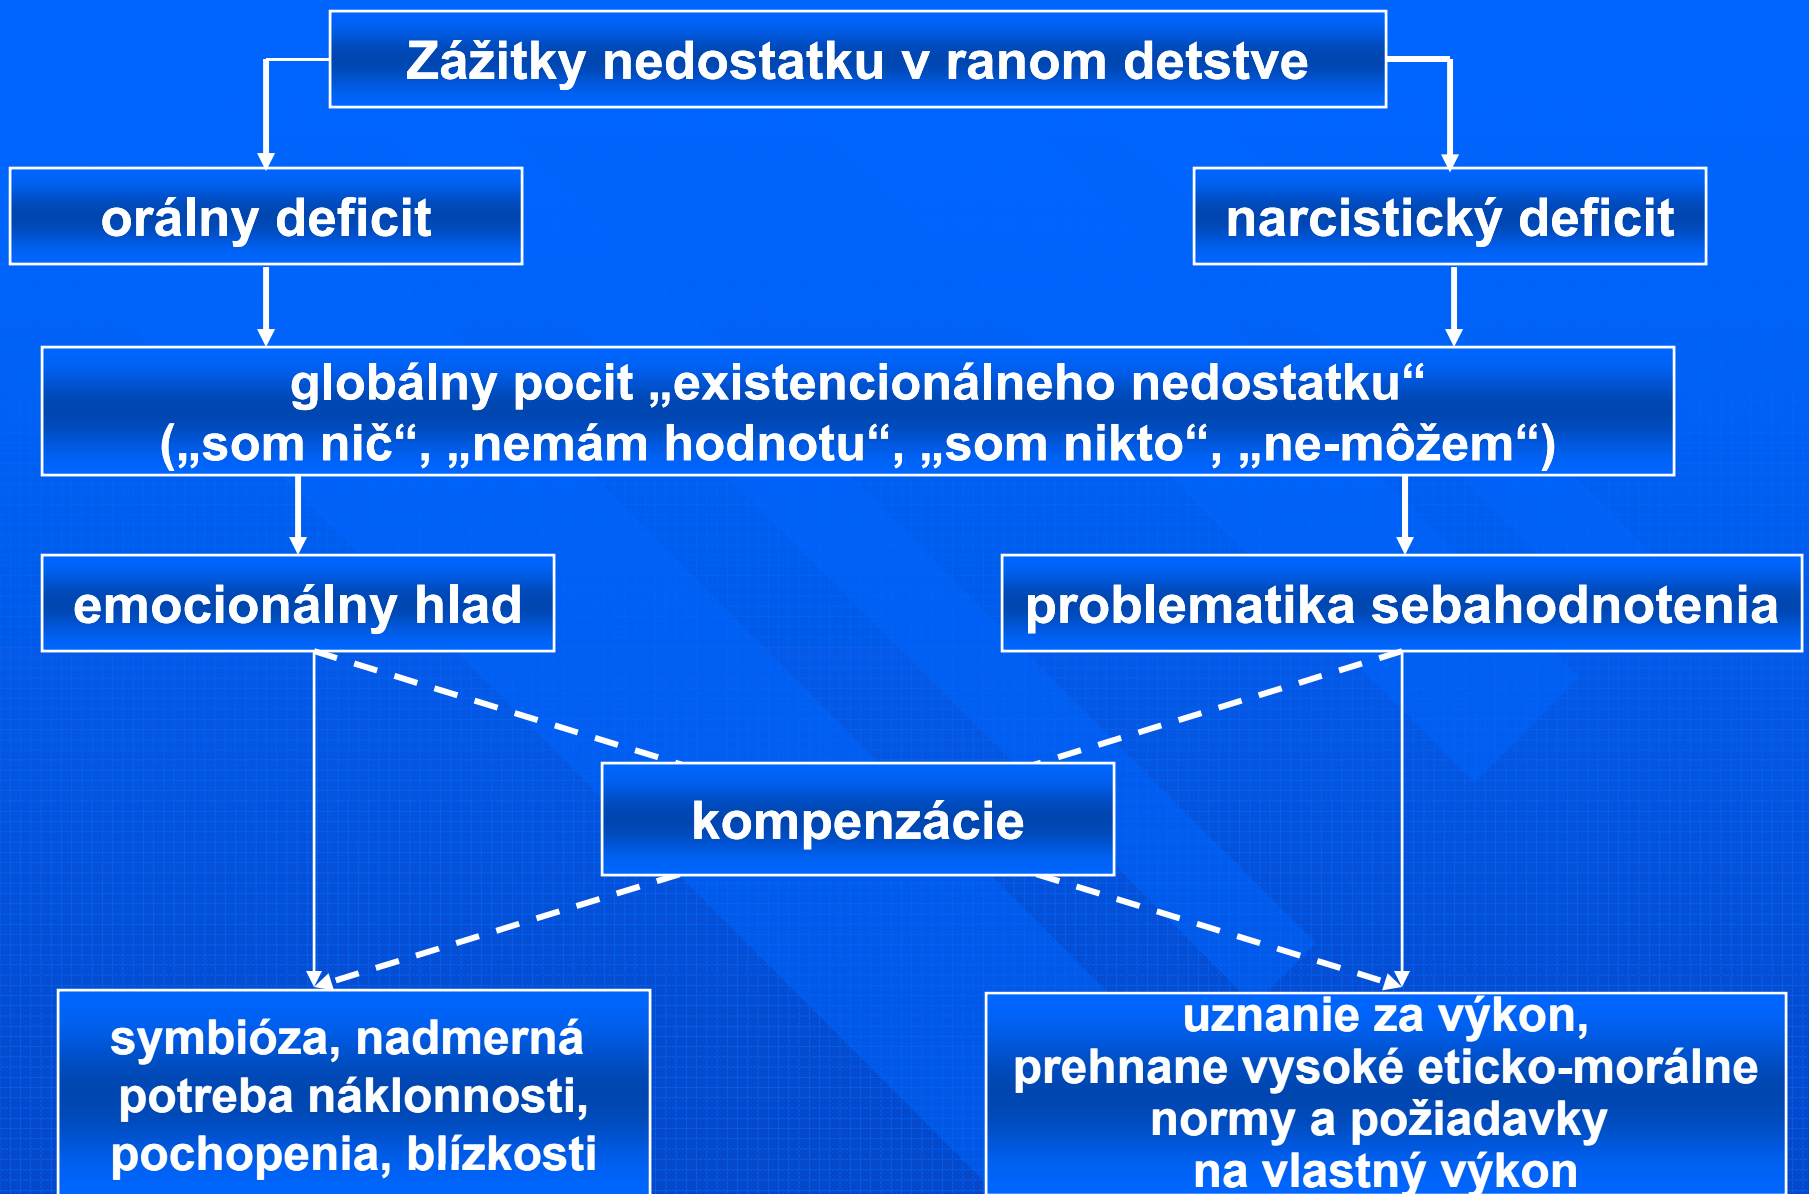 Zážitky nedostatku v ranom detstve
orálny deficit
narcistický deficit
globálny pocit „existencionálneho nedostatku“
(„som nič“, „nemám hodnotu“, „som nikto“, „ne-môžem“)
emocionálny hlad
problematika sebahodnotenia
kompenzácie
symbióza, nadmerná
potreba náklonnosti,
pochopenia, blízkosti
uznanie za výkon,
prehnane vysoké eticko-morálne
normy a požiadavky
na vlastný výkon